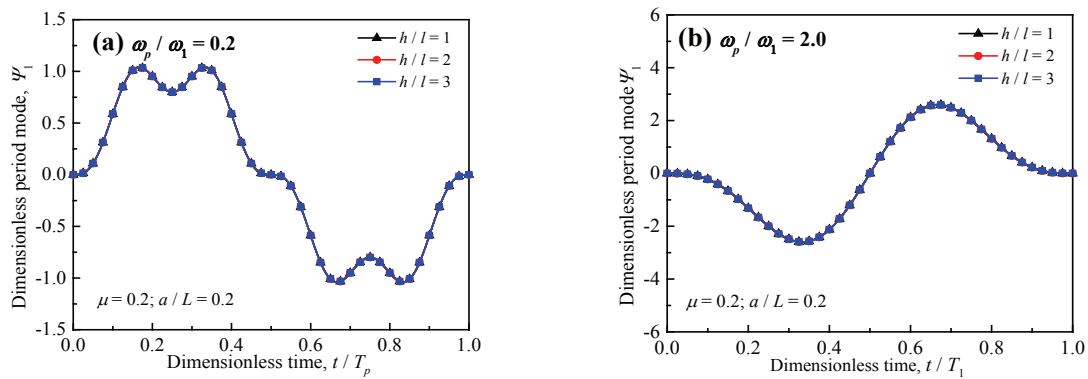 (a) ωp / ω1 = 0.2
h / l = 1
h / l = 2
h / l = 3
Dimensionless period mode, Ψ1
1.5
1.0
0.5
0.0
-0.5
-1.0
-1.5
μ = 0.2; a / L = 0.2
0.0 0.2 0.4 0.6 0.8 1.0
Dimensionless time, t / Tp
(b) ωp / ω1 = 2.0
h / l = 1
h / l = 2
h / l = 3
Dimensionless period mode Ψ1
6
4
2
0
-2
-4
-6
μ = 0.2; a / L = 0.2
0.0 0.2 0.4 0.6 0.8 1.0
Dimensionless time, t / T1